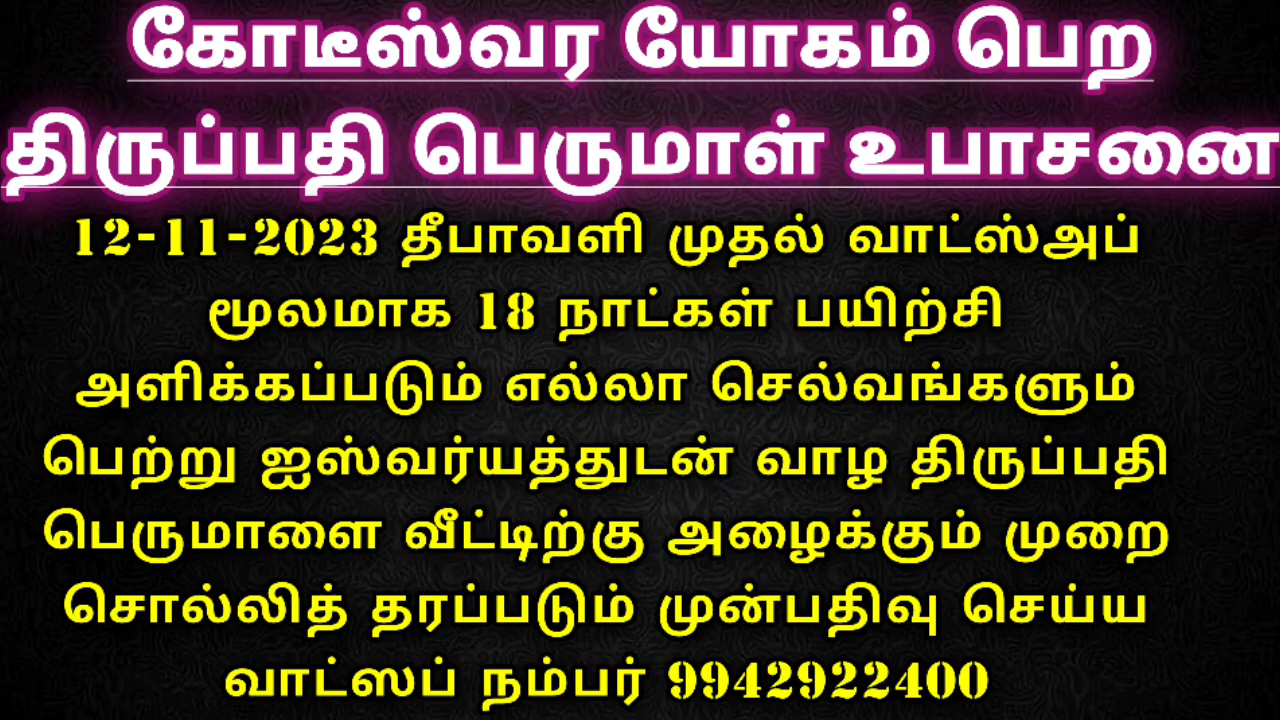 கோடீஸ்வர யோகம் பெற
திருப்பதி பெருமாள் உபாசனை
12-11-2023 தீபாவளி முதல் வாட்ஸ்அப்
மூலமாக 18 நாட்கள் பயிற்சி
அளிக்கப்படும் எல்லா செல்வங்களும்
பெற்று ஐஸ்வர்யத்துடன் வாழ திருப்பதி
பெருமாளை வீட்டிற்கு அழைக்கும் முறை
சொல்லித் தரப்படும் முன்பதிவு செய்ய
வாட்ஸப் நம்பர் 9942922400